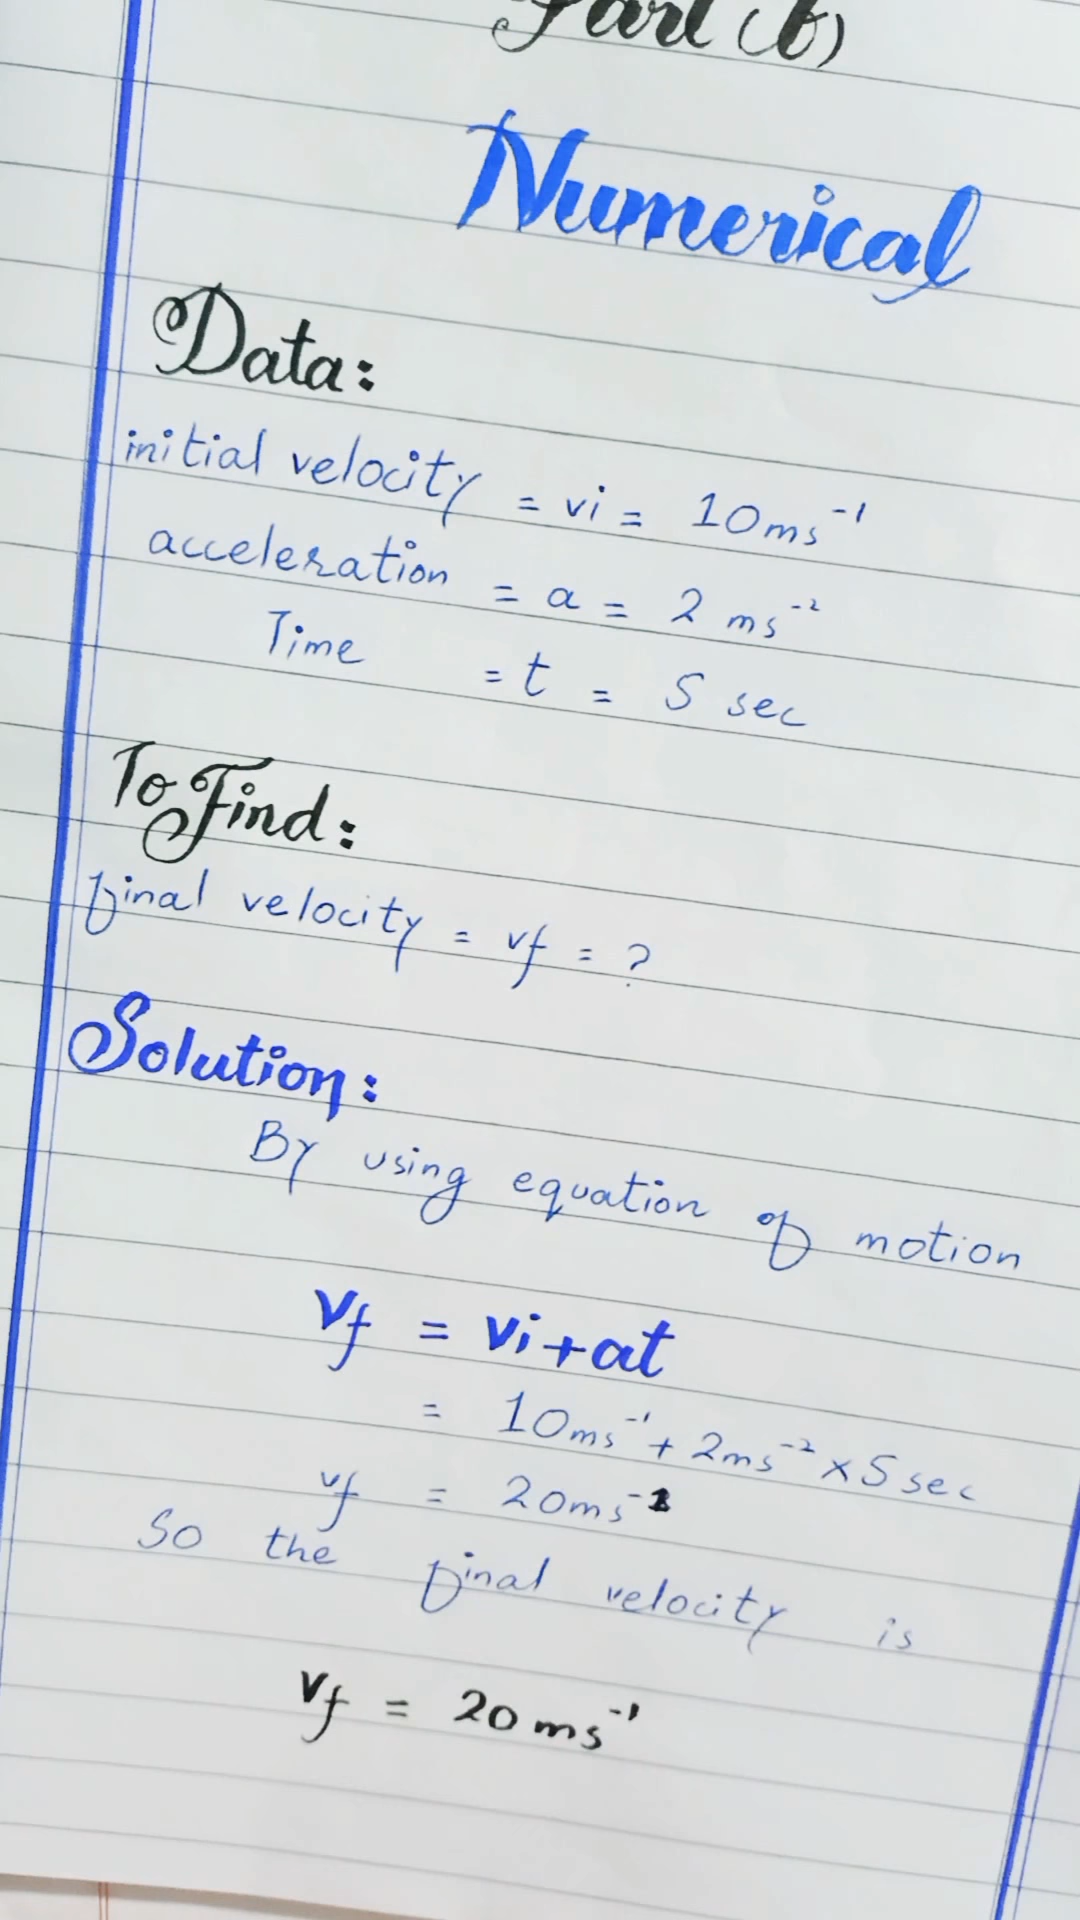 Part (b)
Numerical
Data:
initial velocity = vi = 10ms⁻¹
acceleration = a = 2 ms⁻²
Time = t = 5 sec
To Find:
final velocity = vf = ?
Solution:
By using equation of motion
Vf = vi+at
= 10ms⁻¹ + 2ms⁻² x 5 sec
vf = 20ms⁻¹
So the final velocity is
Vf = 20 ms⁻¹